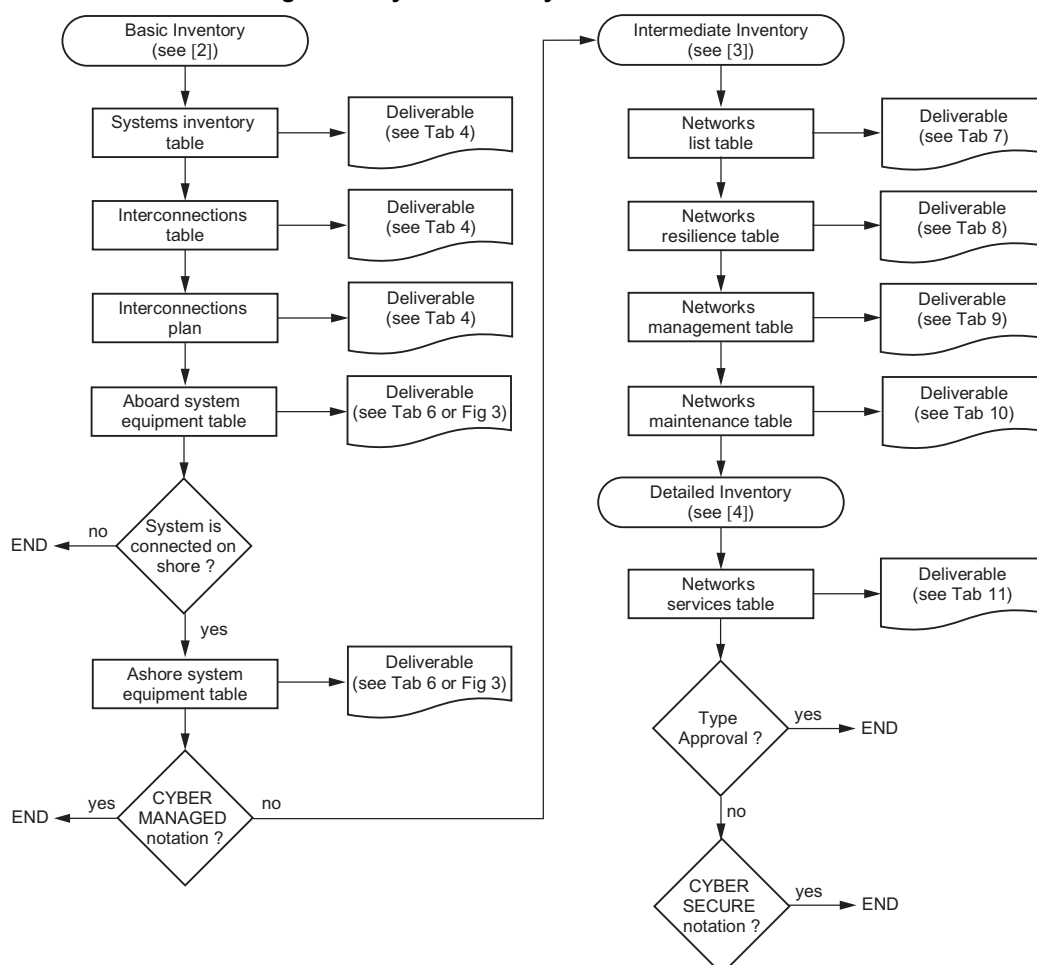 Basic Inventory
(see [2])
Systems inventory
table
Deliverable
(see Tab 4)
Interconnections
table
Deliverable
(see Tab 4)
Interconnections
plan
Deliverable
(see Tab 4)
Aboard system
equipment table
Deliverable
(see Tab 6 or Fig 3)
System is
connected on
shore ?
no
END
yes
Ashore system
equipment table
Deliverable
(see Tab 6 or Fig 3)
CYBER
MANAGED
notation ?
yes
END
no
Intermediate Inventory
(see [3])
Networks
list table
Deliverable
(see Tab 7)
Networks
resilience table
Deliverable
(see Tab 8)
Networks
management table
Deliverable
(see Tab 9)
Networks
maintenance table
Deliverable
(see Tab 10)
Detailed Inventory
(see [4])
Networks
services table
Deliverable
(see Tab 11)
Type
Approval ?
yes
END
no
CYBER
SECURE
notation ?
yes
END